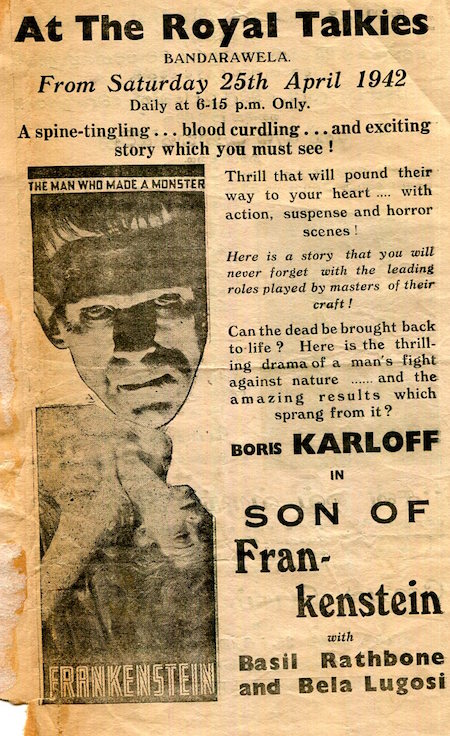 At The Royal Talkies
BANDARAWELA.
From Saturday 25th April 1942
Daily at 6-15 p.m. Only.
A spine-tingling ... blood curdling ... and exciting
story which you must see !
THE MAN WHO MADE A MONSTER
FRANKENSTEIN
Thrill that will pound their
way to your heart .... with
action, suspense and horror
scenes !
Here is a story that you will
never forget with the leading
roles played by masters of their
craft !
Can the dead be brought back
to life ? Here is the thrill-
ing drama of a man's fight
against nature ...... and the
amazing results which
sprang from it ?
BORIS KARLOFF
IN
SON OF
Fran-
kenstein
with
Basil Rathbone
and Bela Lugosi